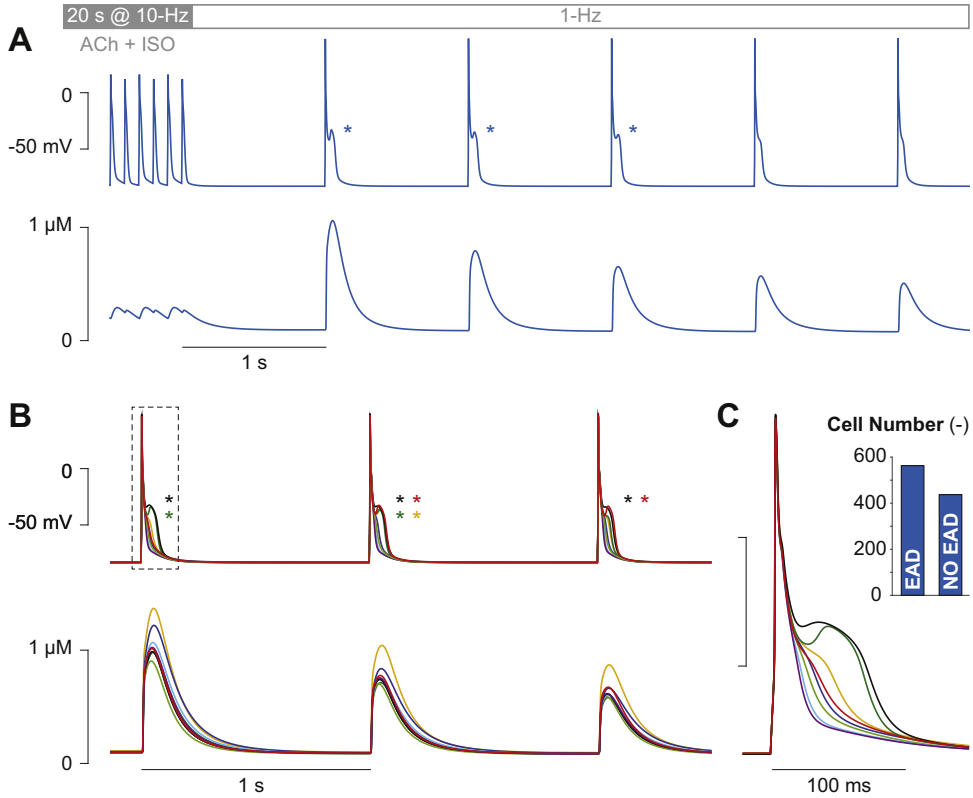 20 s @ 10-Hz
1-Hz
A
ACh + ISO
0
-50 mV
*
*
*
1 µM
0
1 s
B
0
-50 mV
* 
*
* *
* *
* *
1 µM
0
1 s
C
Cell Number (-)
600
400
200
0
EAD
NO EAD
100 ms